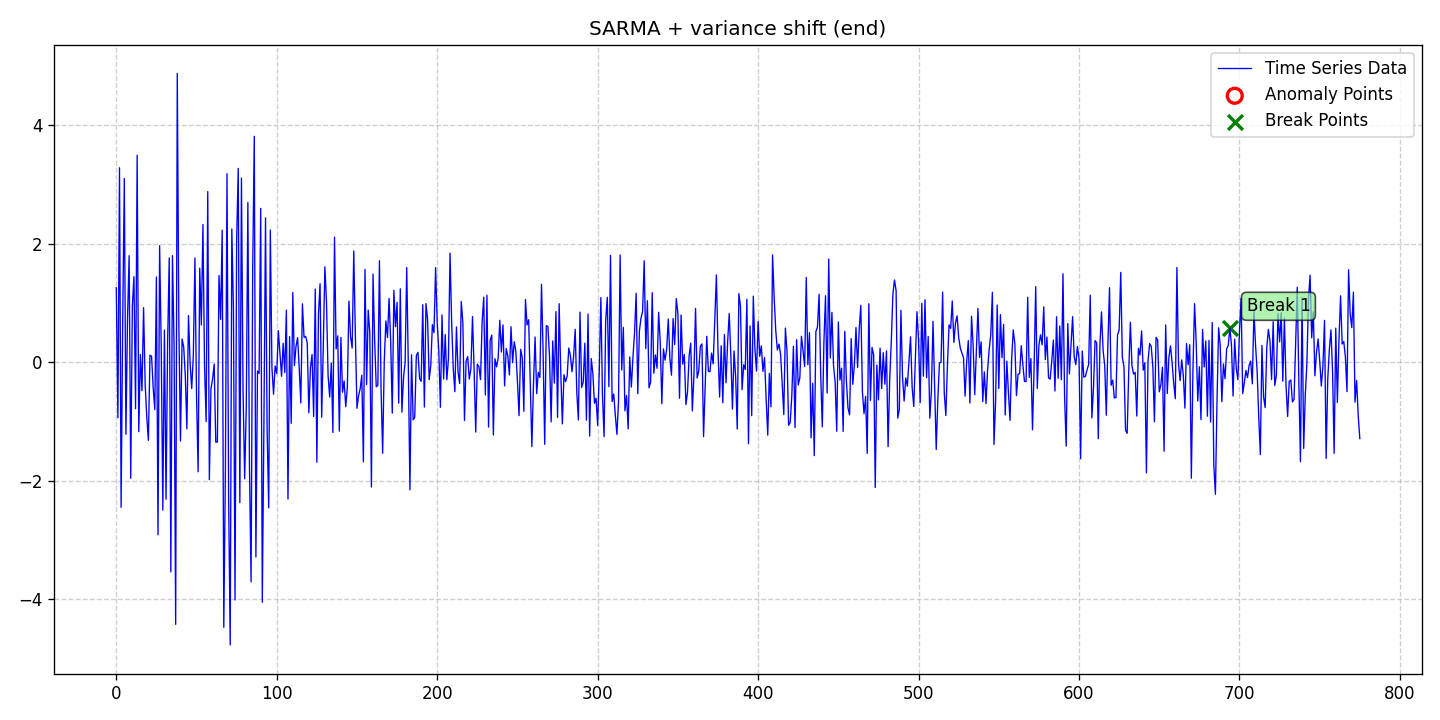 SARMA + variance shift (end)
Time Series Data
Anomaly Points
Break Points
Break 1
4
2
0
−2
−4
0 100 200 300 400 500 600 700 800